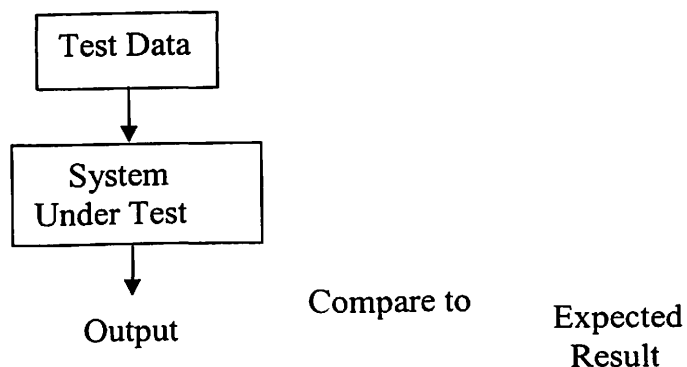 Test Data
System
Under Test
Output
Compare to
Expected
Result